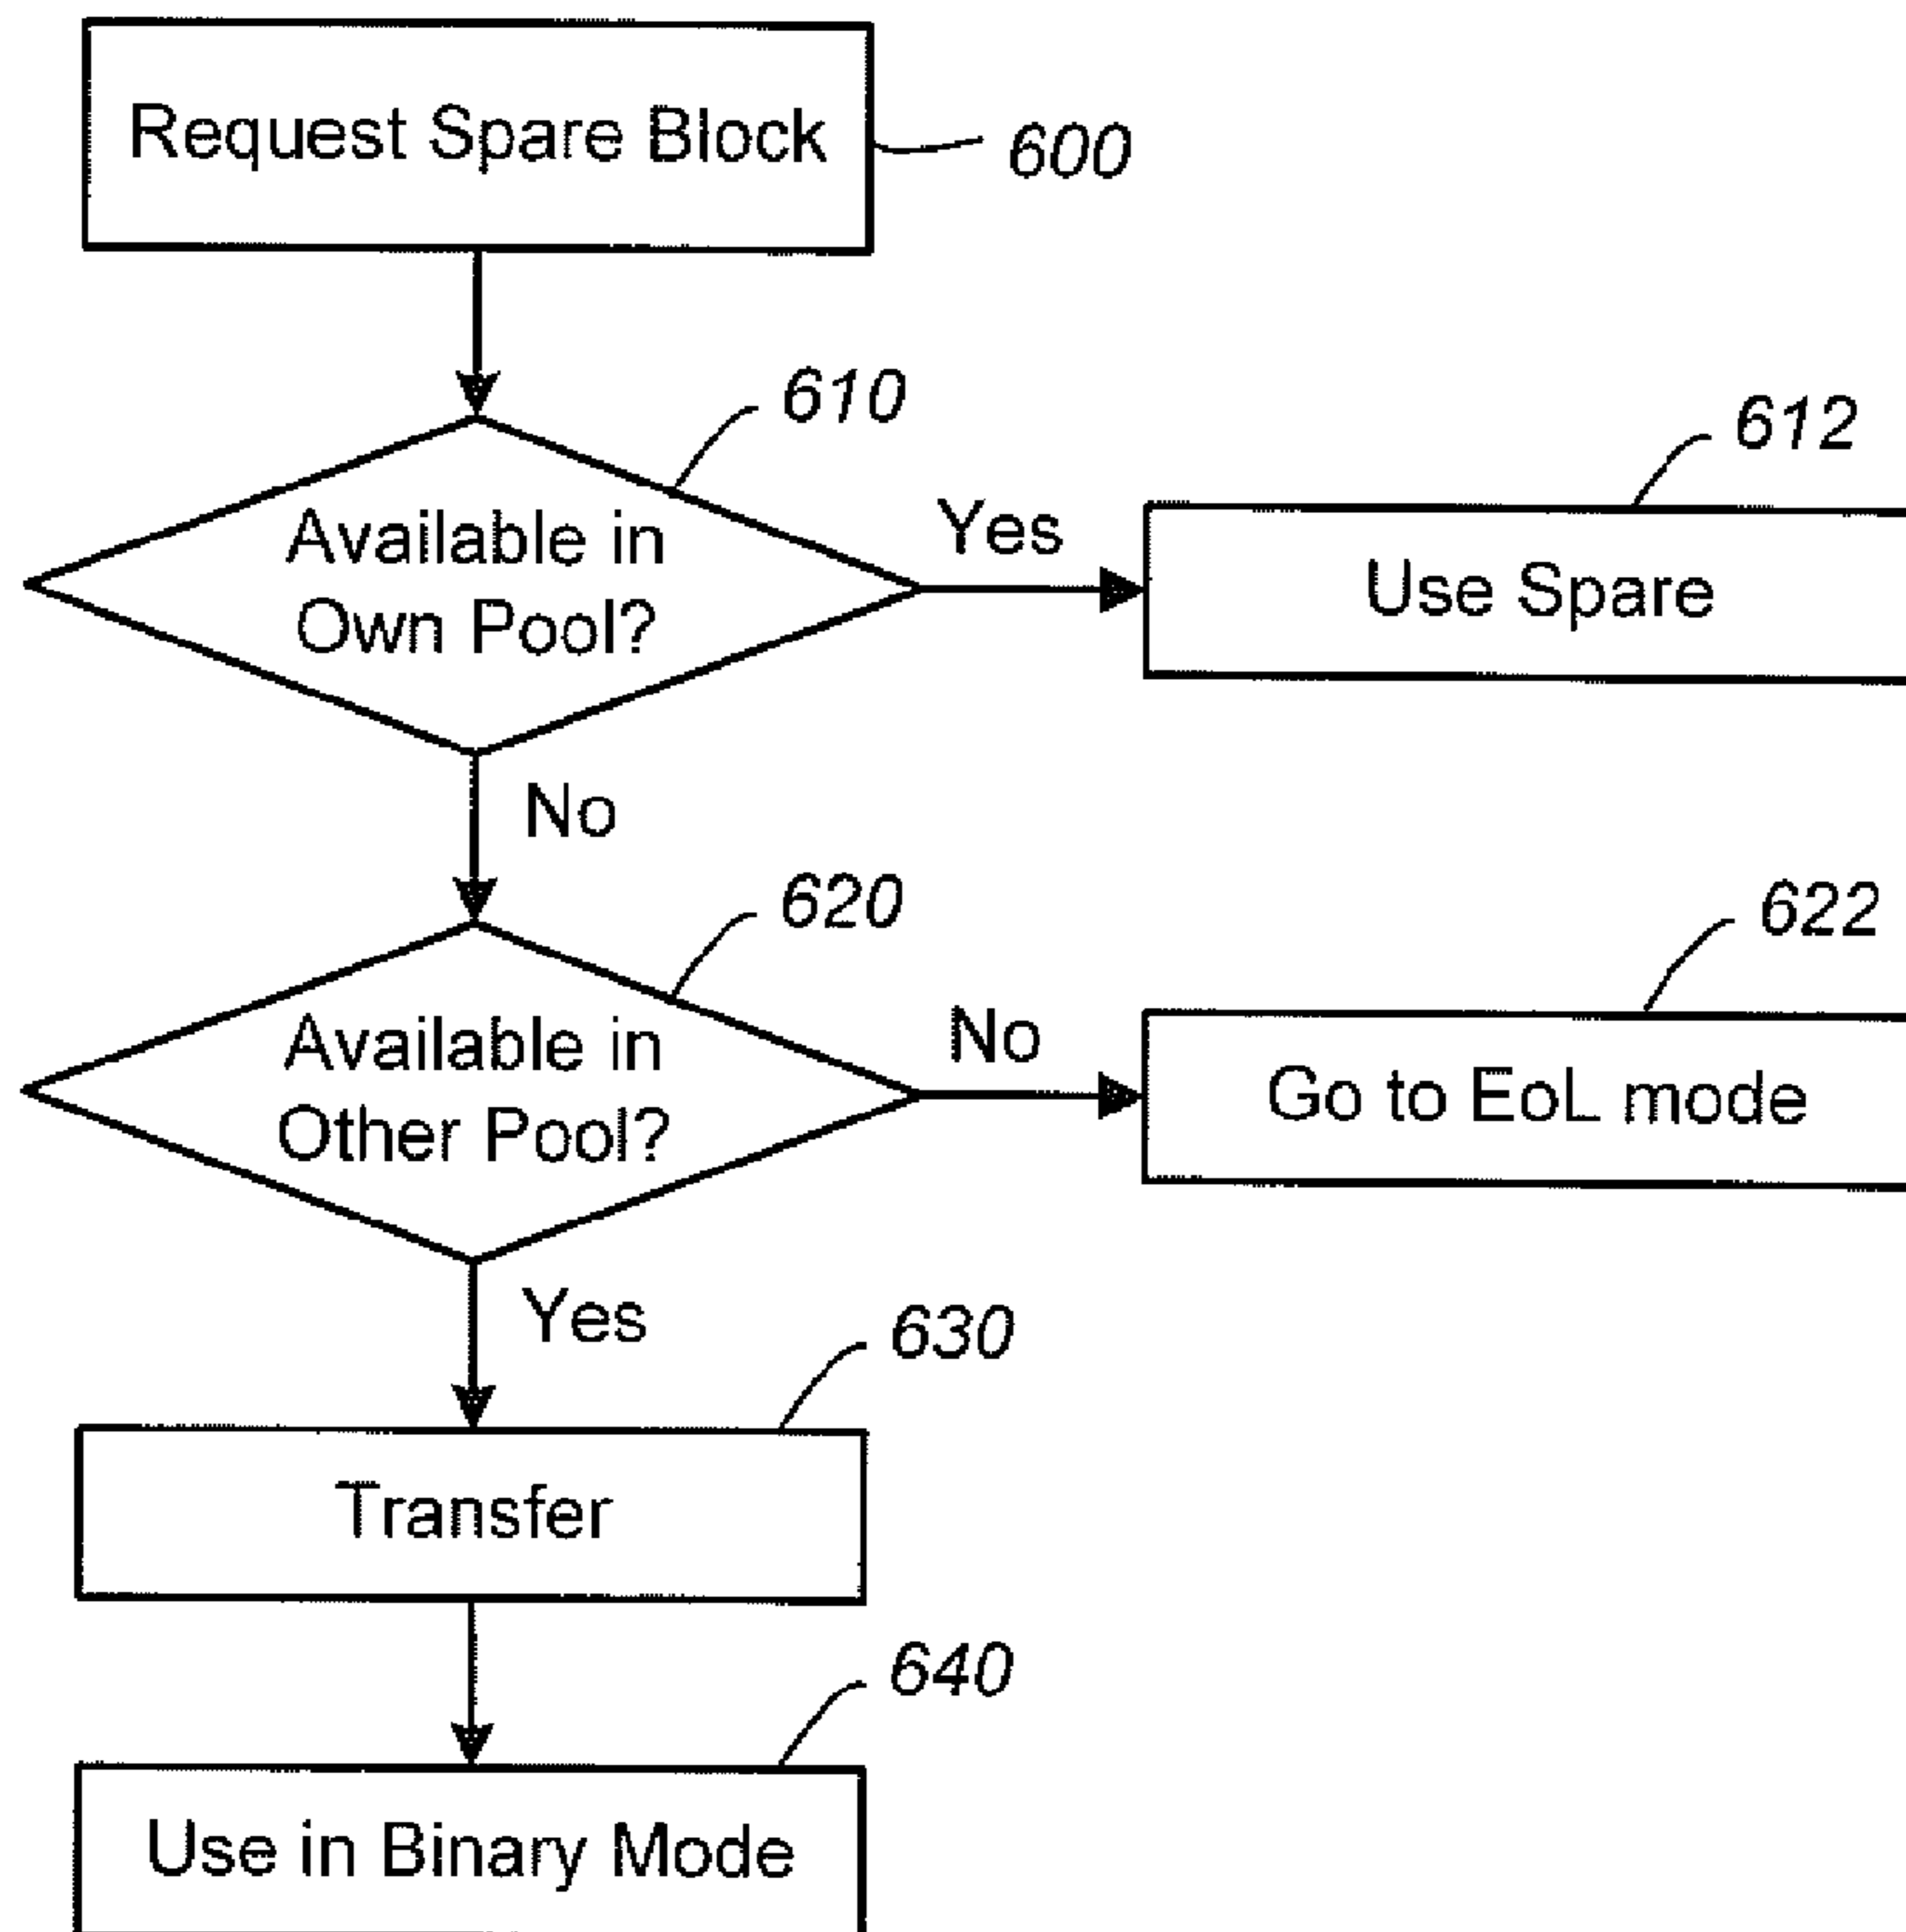 Request Spare Block
600
610
Available in
Own Pool?
Yes
612
Use Spare
No
620
Available in
Other Pool?
No
622
Go to EoL mode
Yes
630
Transfer
640
Use in Binary Mode